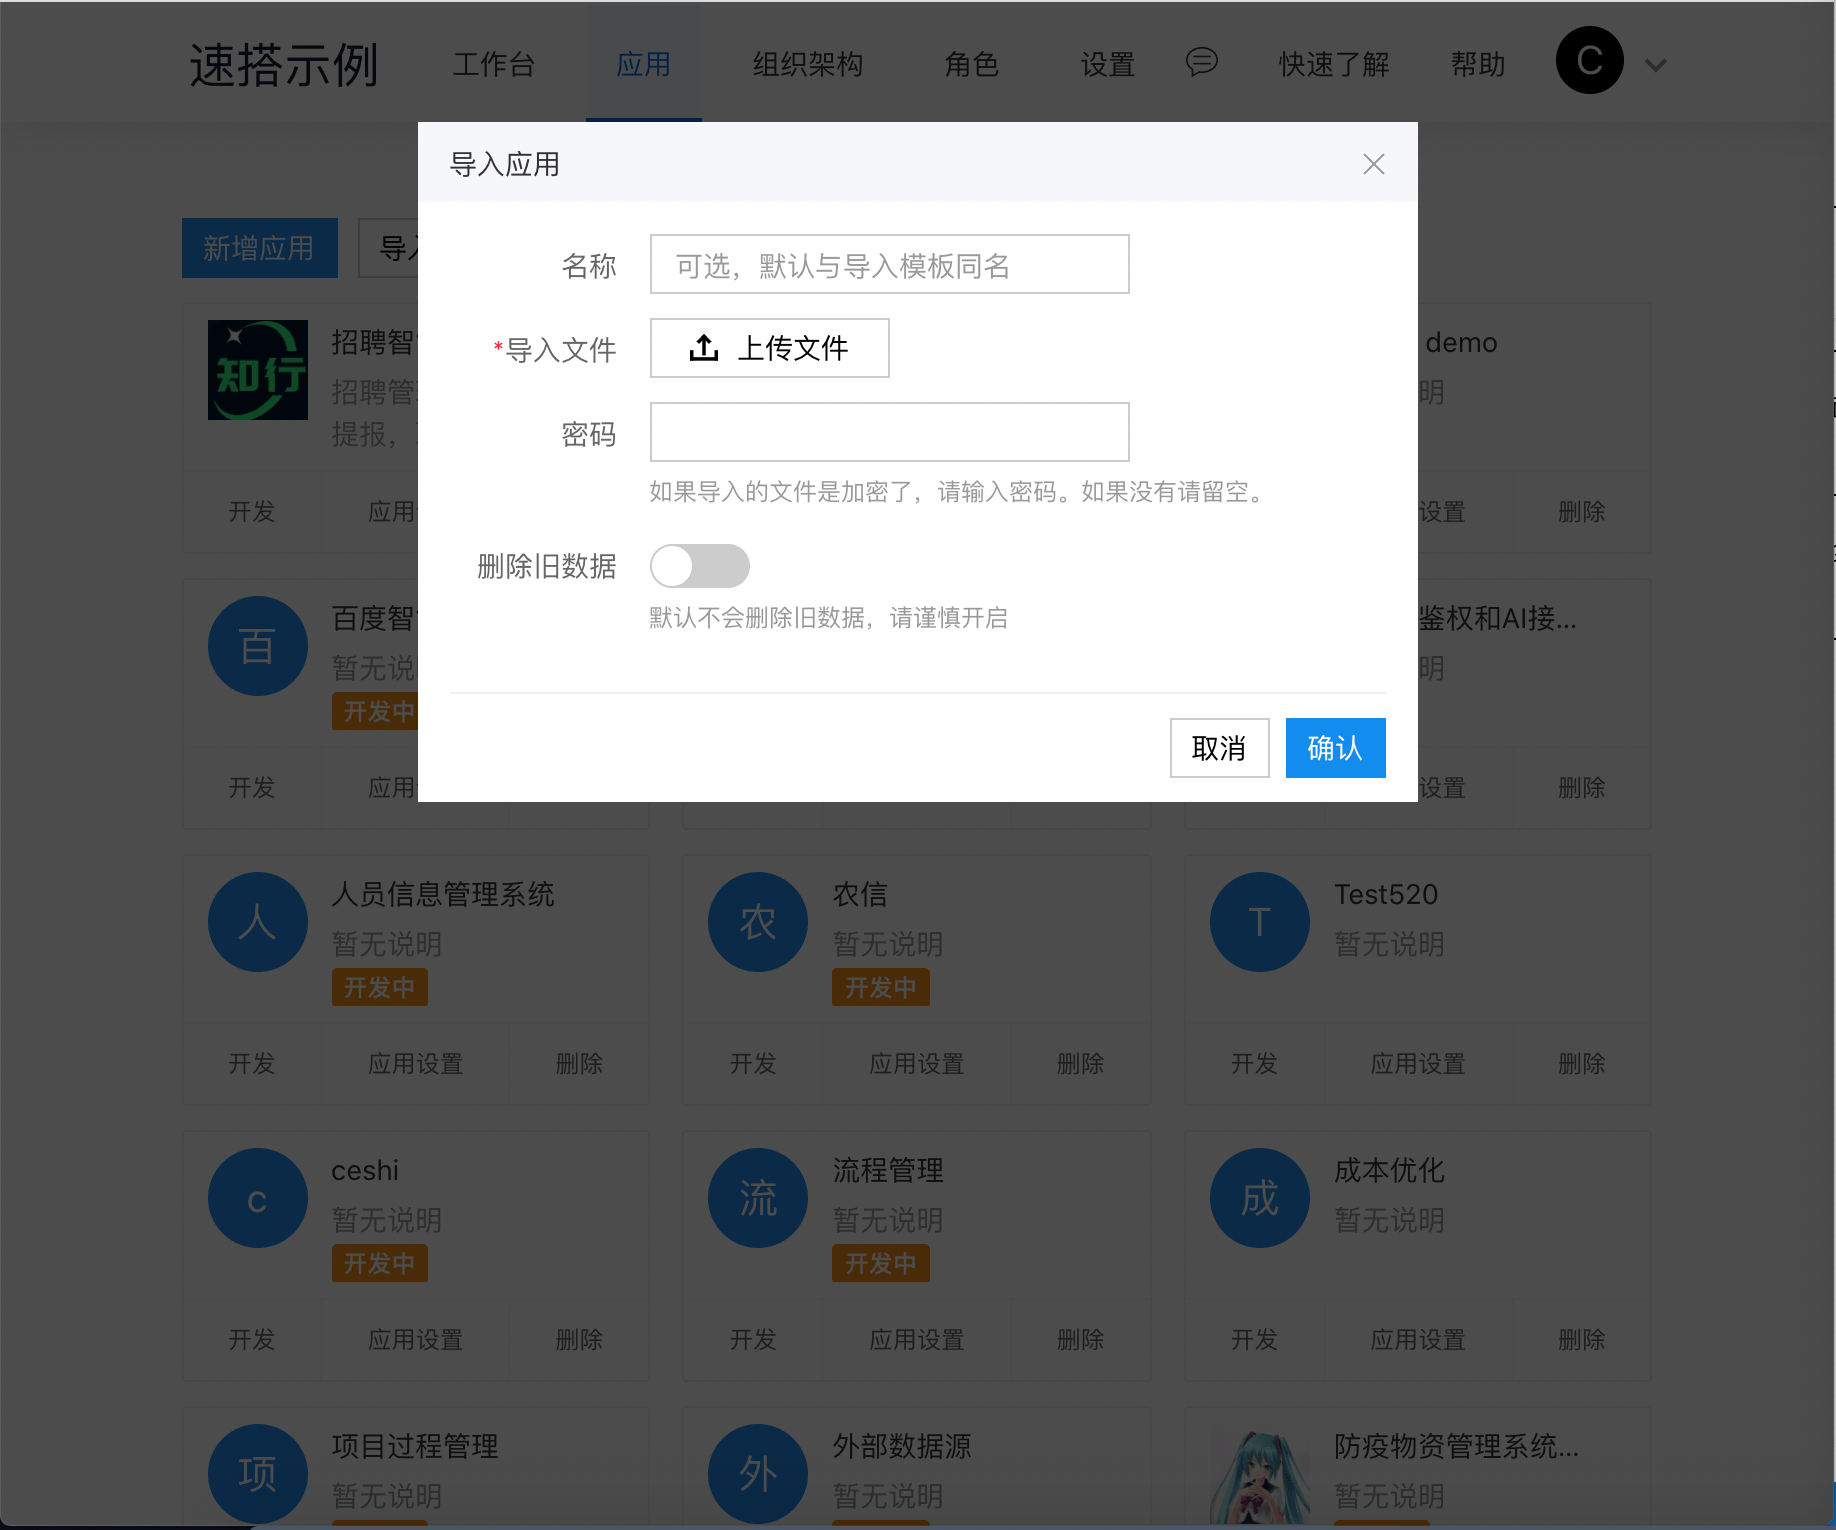 速搭示例 工作台 应用 组织架构 角色 设置 快速了解 帮助 C
导入应用
新增应用 导入
名称 可选，默认与导入模板同名
*导入文件 上传文件
密码
如果导入的文件是加密了，请输入密码。如果没有请留空。
删除旧数据
默认不会删除旧数据，请谨慎开启
取消 确认
知行
招聘智
招聘管
提报，
开发 应用
demo
明
设置 删除
百
百度智
暂无说
开发中
开发 应用
鉴权和AI接...
明
设置 删除
人
人员信息管理系统
暂无说明
开发中
开发 应用设置 删除
农
农信
暂无说明
开发中
开发 应用设置 删除
T
Test520
暂无说明
开发 应用设置 删除
c
ceshi
暂无说明
开发中
开发 应用设置 删除
流
流程管理
暂无说明
开发中
开发 应用设置 删除
成
成本优化
暂无说明
开发 应用设置 删除
项
项目过程管理
暂无说明
外
外部数据源
暂无说明
防疫物资管理系统...
暂无说明